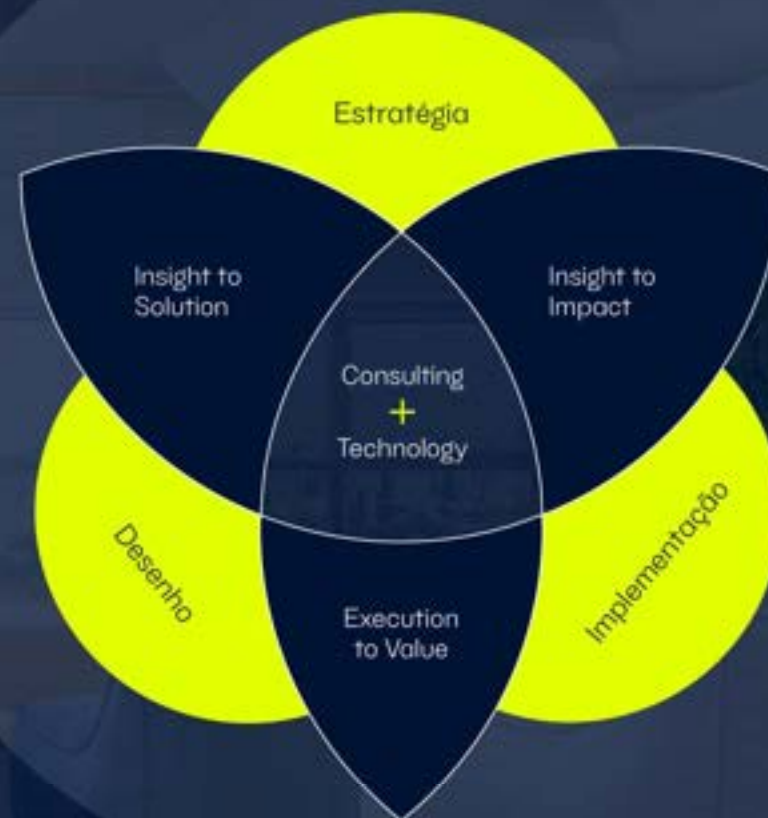 Estratégia
Insight to
Solution
Insight to
Impact
Consulting
+
Technology
Desenho
Implementação
Execution
to Value